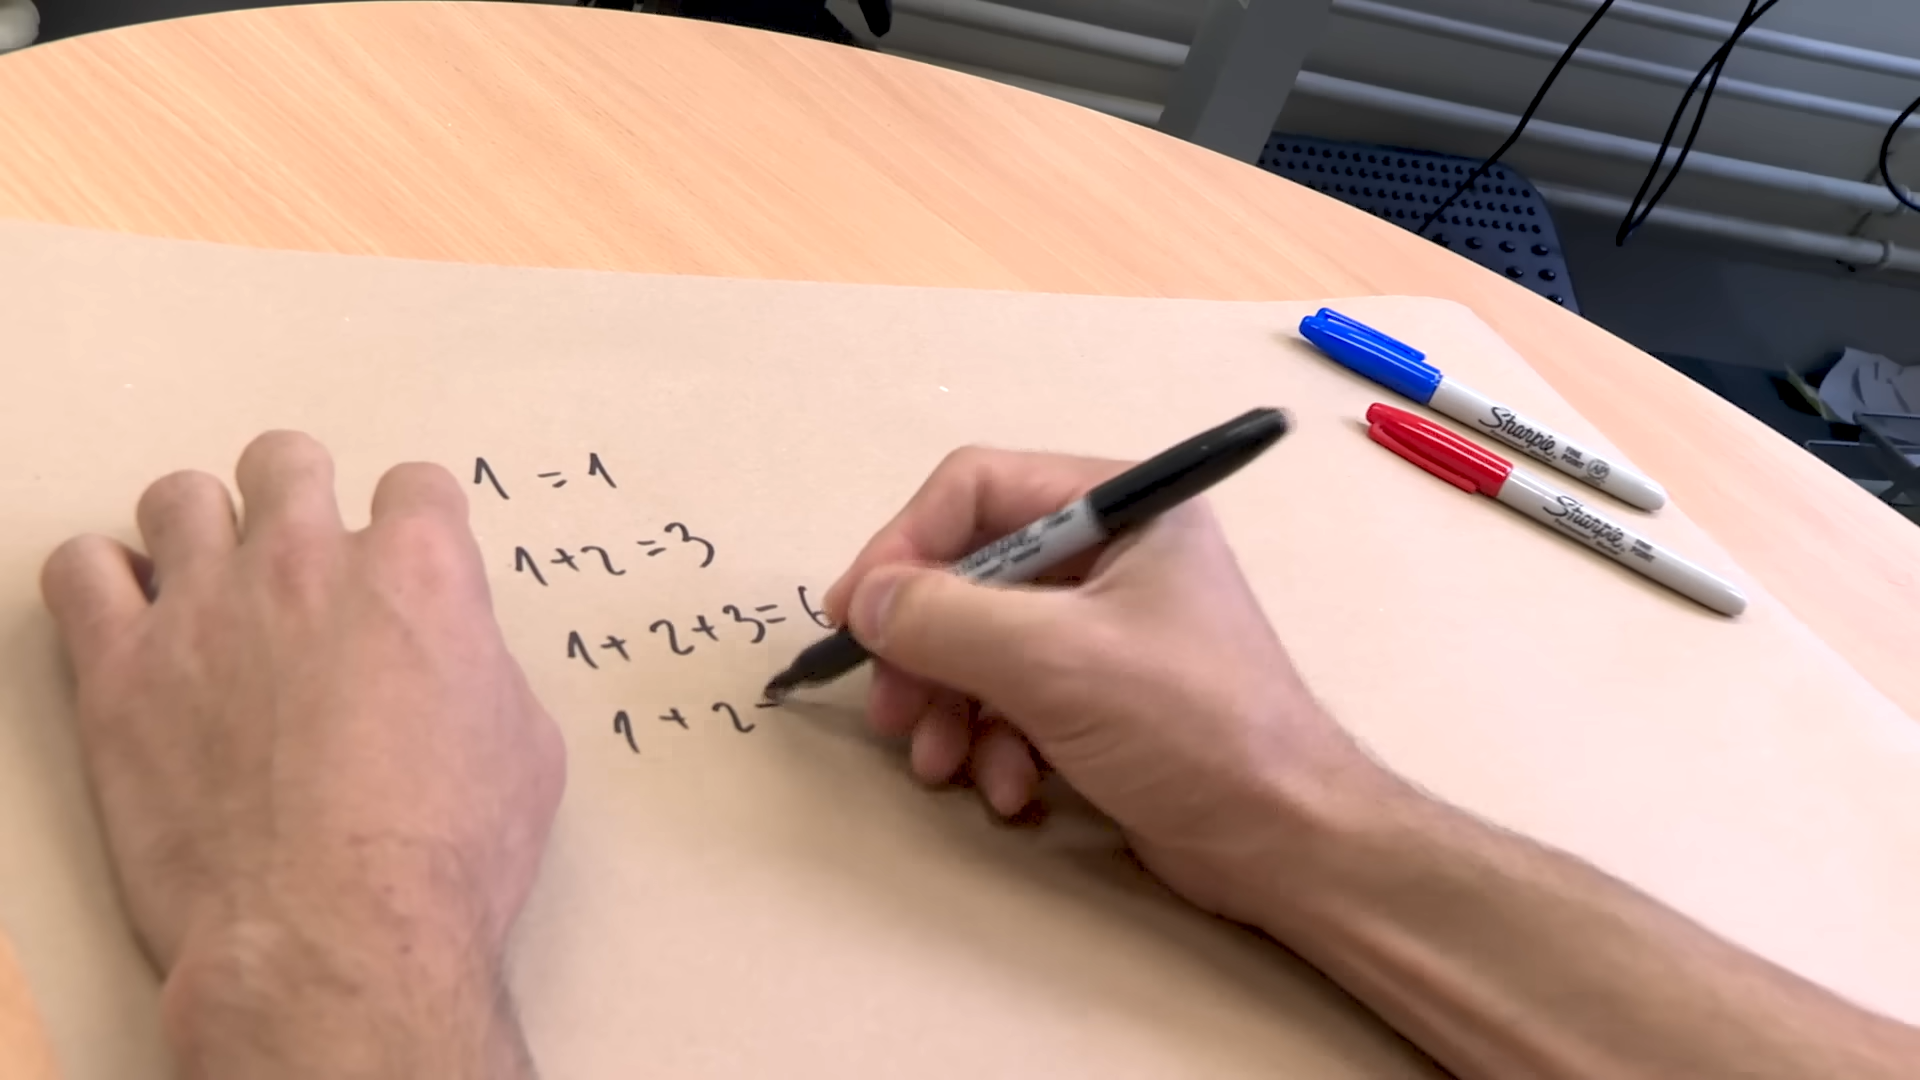 1 = 1
1+2=3
1+2+3=6
1+2
Sharpie
Sharpie